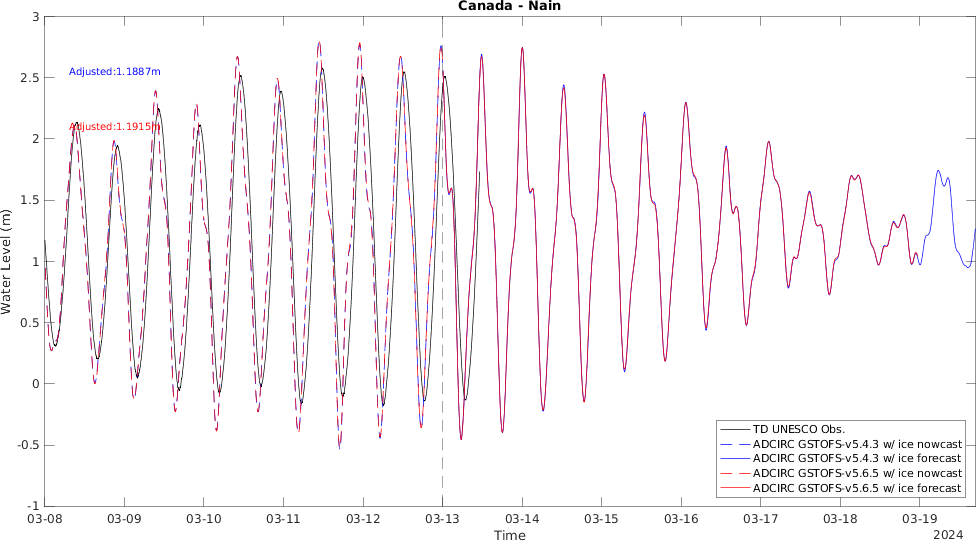 Canada - Nain
3
2.5
2
1.5
1
0.5
0
-0.5
-1
Water Level (m)
Adjusted:1.1887m
Adjusted:1.1915m
TD UNESCO Obs.
ADCIRC GSTOFS-v5.4.3 w/ ice nowcast
ADCIRC GSTOFS-v5.4.3 w/ ice forecast
ADCIRC GSTOFS-v5.6.5 w/ ice nowcast
ADCIRC GSTOFS-v5.6.5 w/ ice forecast
03-08 03-09 03-10 03-11 03-12 03-13 03-14 03-15 03-16 03-17 03-18 03-19
Time
2024